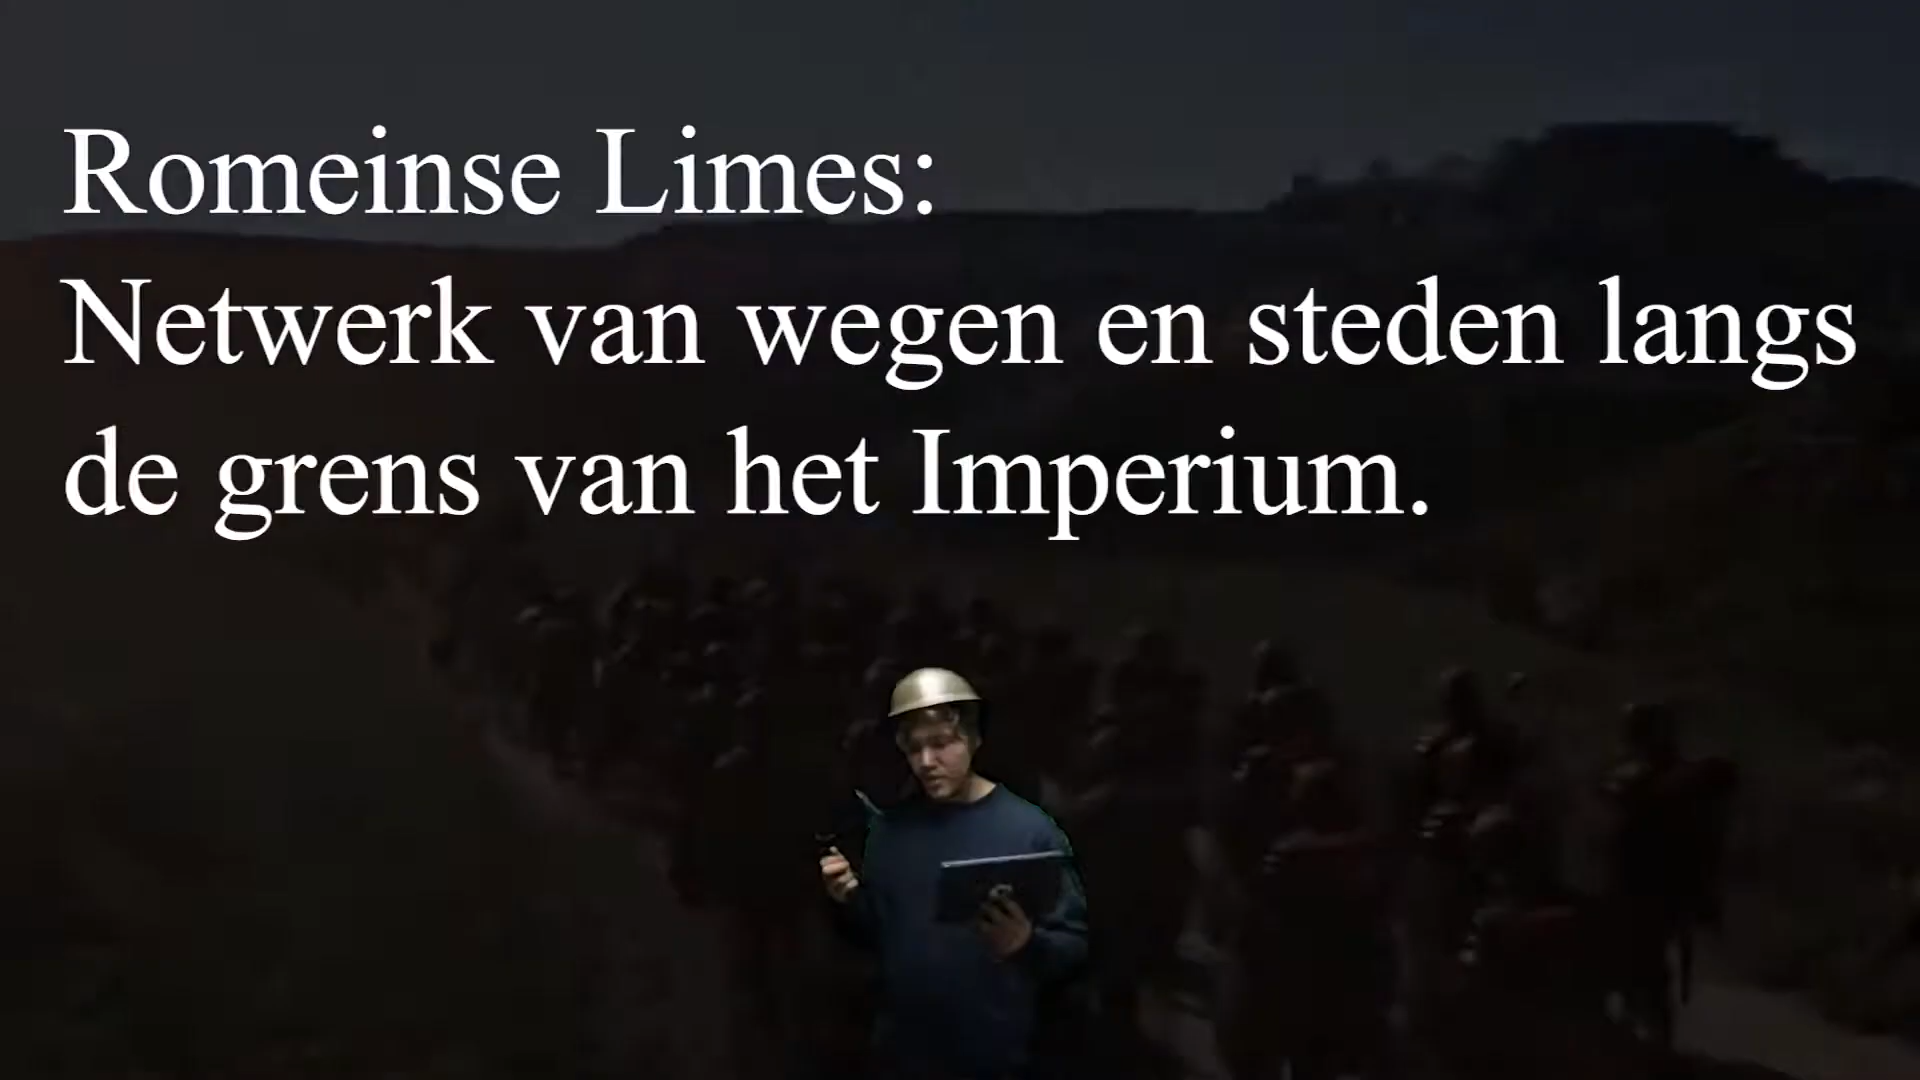 Romeinse Limes:
Netwerk van wegen en steden langs
de grens van het Imperium.